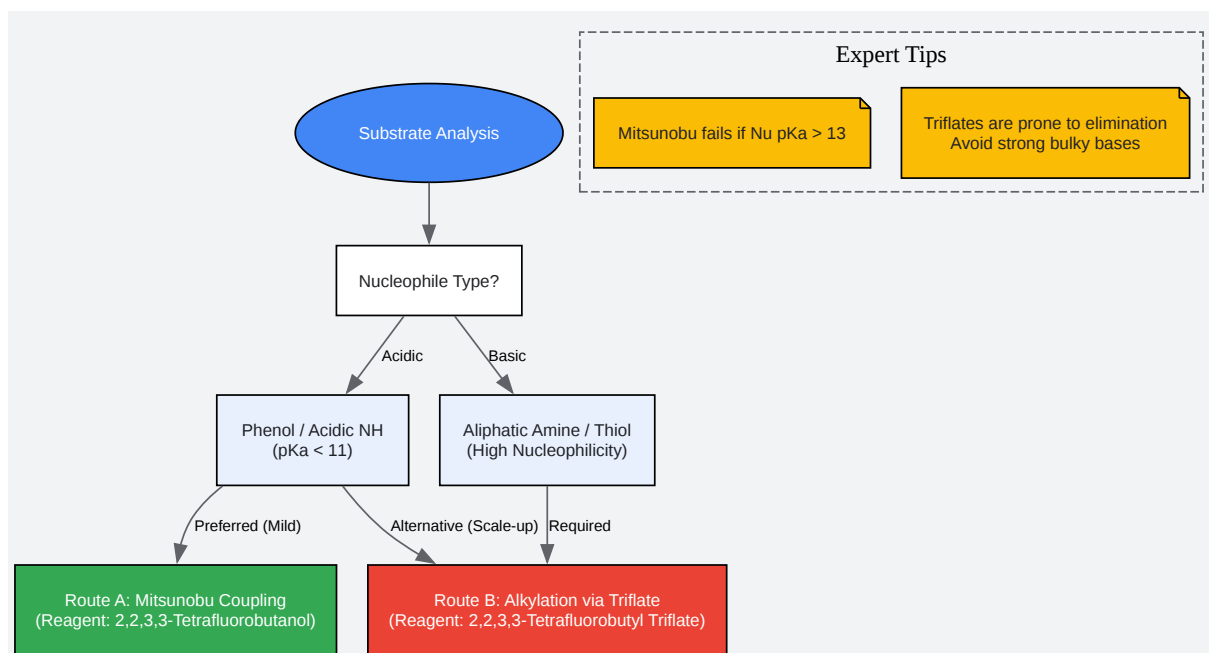 Expert Tips
Mitsunobu fails if Nu pKa > 13
Triflates are prone to elimination
Avoid strong bulky bases
Substrate Analysis
Nucleophile Type?
Acidic
Basic
Phenol / Acidic NH
(pKa < 11)
Aliphatic Amine / Thiol
(High Nucleophilicity)
Preferred (Mild)
Alternative (Scale-up)
Required
Route A: Mitsunobu Coupling
(Reagent: 2,2,3,3-Tetrafluorobutanol)
Route B: Alkylation via Triflate
(Reagent: 2,2,3,3-Tetrafluorobutyl Triflate)